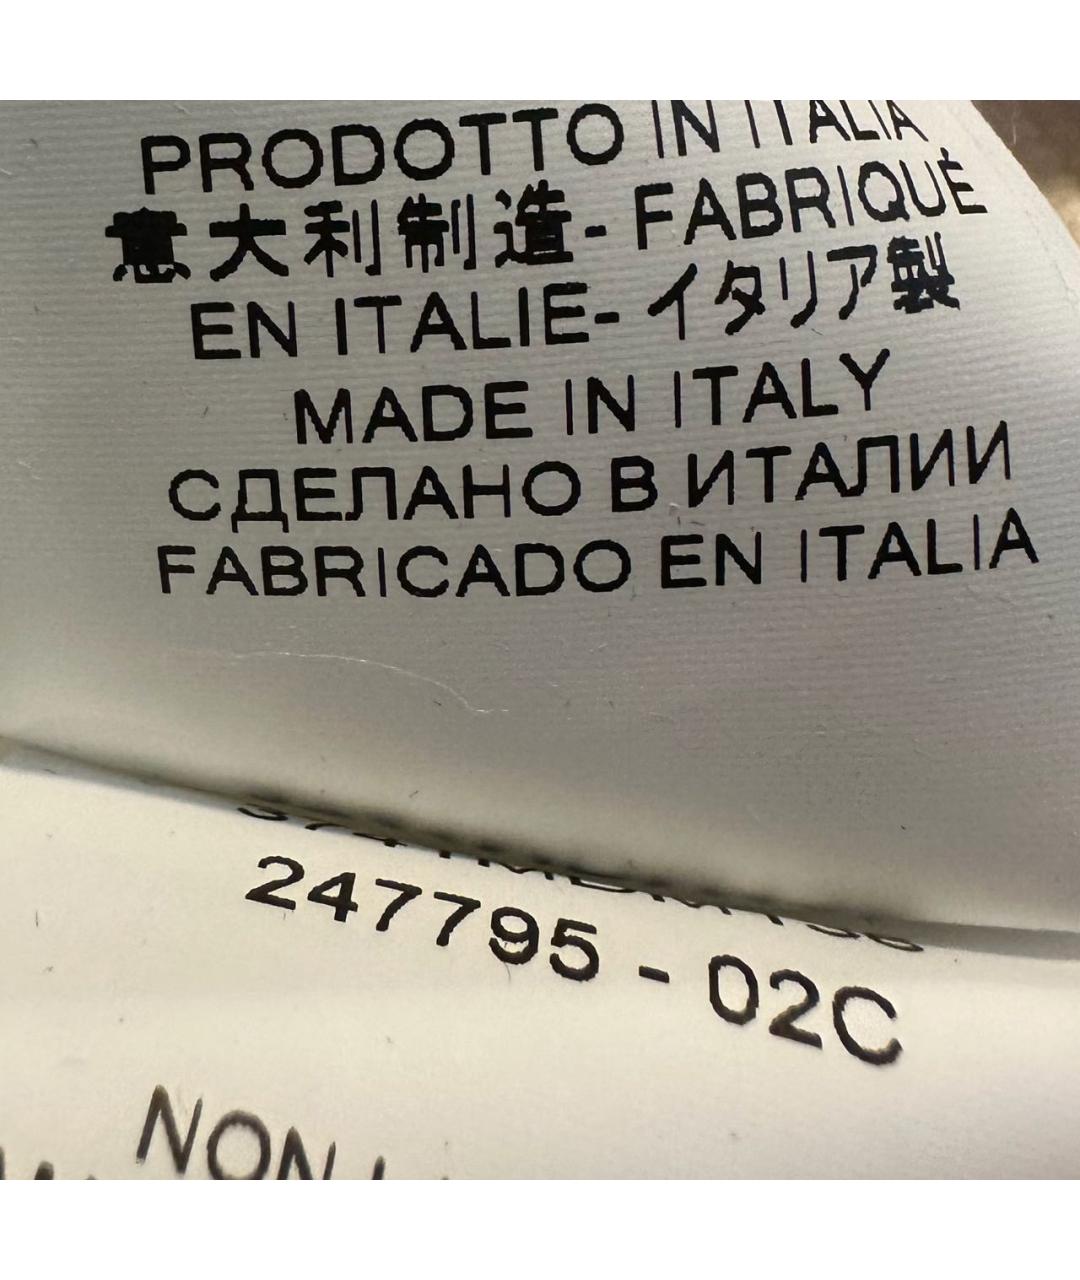 PRODOTTO IN ITALIA
意大利制造- FABRIQUÉ
EN ITALIE- イタリア製
MADE IN ITALY
СДЕЛАНО В ИТАЛИИ
FABRICADO EN ITALIA
247795 - 02C
NON